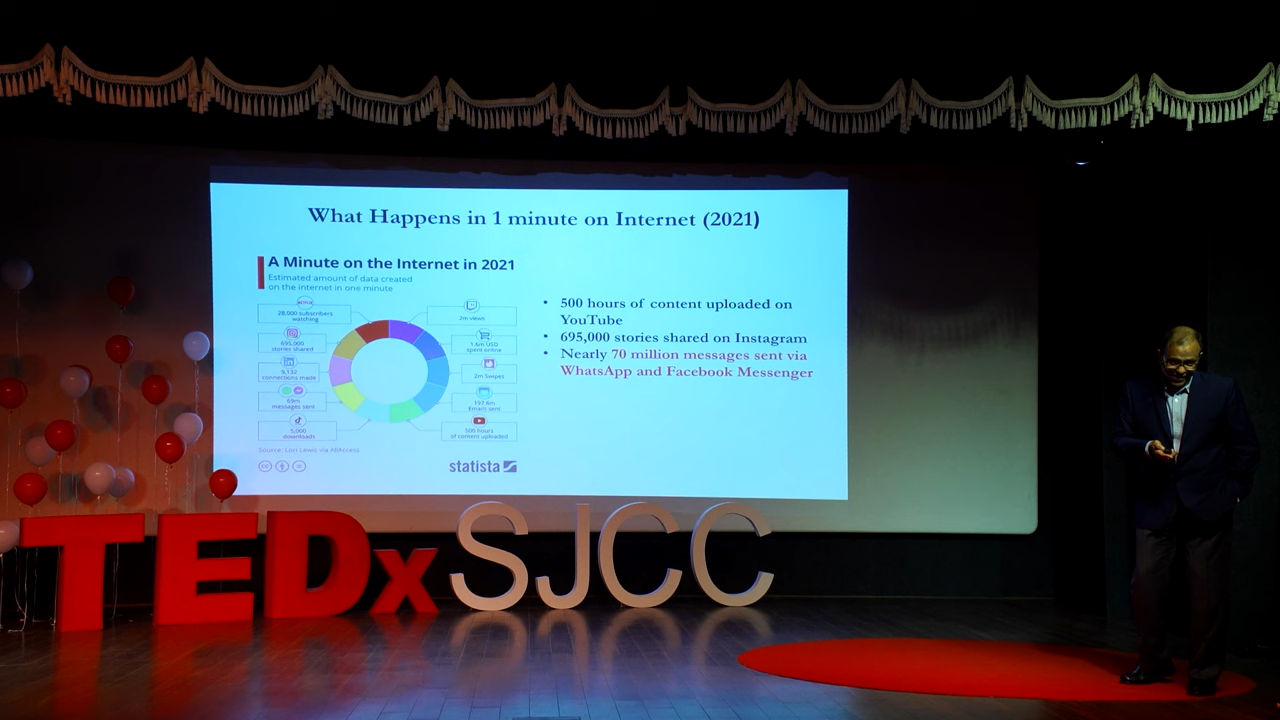 What Happens in 1 minute on Internet (2021)
A Minute on the Internet in 2021
Estimated amount of data created
on the internet in one minute
28,000 subscribers
watching
2m views
695,000
stories shared
1.6m USD
spent online
9,132
connections made
2m Swipes
69m
messages sent
197.6m
Emails sent
5,000
downloads
500 hours
of content uploaded
Source: Lori Lewis via AllAccess
statista
• 500 hours of content uploaded on
YouTube
• 695,000 stories shared on Instagram
• Nearly 70 million messages sent via
WhatsApp and Facebook Messenger
TEDx SJCC